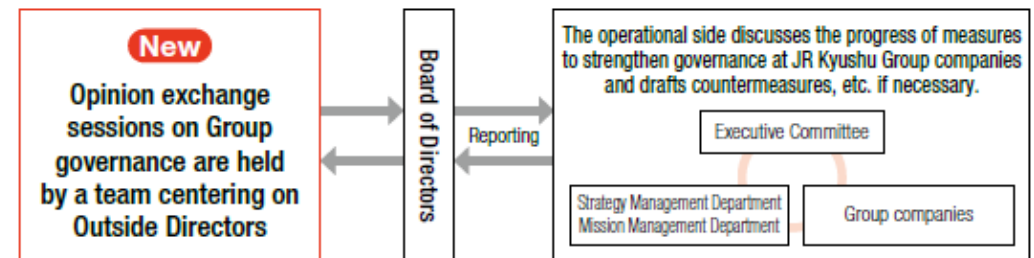 New
Opinion exchange
sessions on Group
governance are held
by a team centering on
Outside Directors
Board of Directors
Reporting
The operational side discusses the progress of measures
to strengthen governance at JR Kyushu Group companies
and drafts countermeasures, etc. if necessary.
Executive Committee
Strategy Management Department
Mission Management Department
Group companies